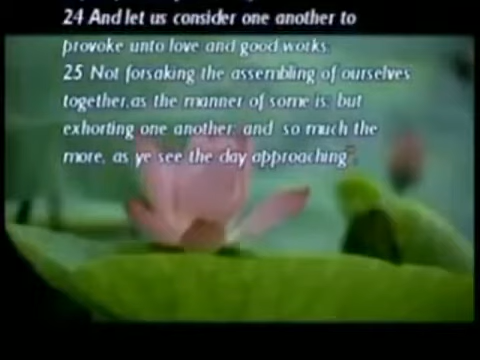 24 And let us consider one another to
provoke unto love and good works:
25 Not forsaking the assembling of ourselves
together,as the manner of some is; but
exhorting one another: and so much the
more, as ye see the day approaching".